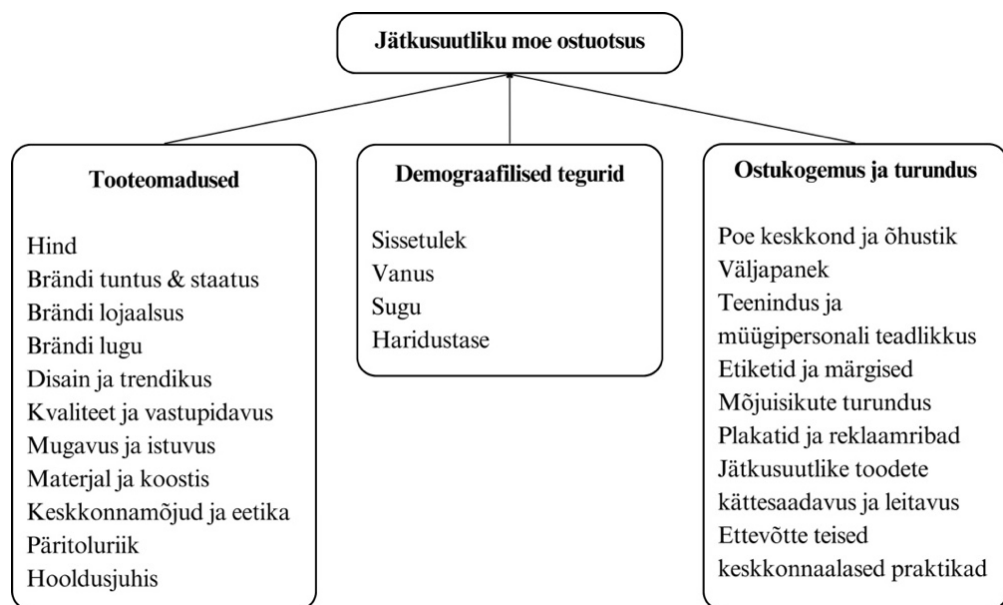 Jätkusuutliku moe ostuotsus
Tooteomadused
Hind
Brändi tuntus & staatus
Brändi lojaalsus
Brändi lugu
Disain ja trendikus
Kvaliteet ja vastupidavus
Mugavus ja istuvus
Materjal ja koostis
Keskkonnamõjud ja eetika
Päritoluriik
Hooldusjuhis
Demograafilised tegurid
Sissetulek
Vanus
Sugu
Haridustase
Ostukogemus ja turundus
Poe keskkond ja õhustik
Väljapanek
Teenindus ja
müügipersonali teadlikkus
Etiketid ja märgised
Mõjuisikute turundus
Plakatid ja reklaamribad
Jätkusuutlike toodete
kättesaadavus ja leitavus
Ettevõtte teised
keskkonnaalased praktikad